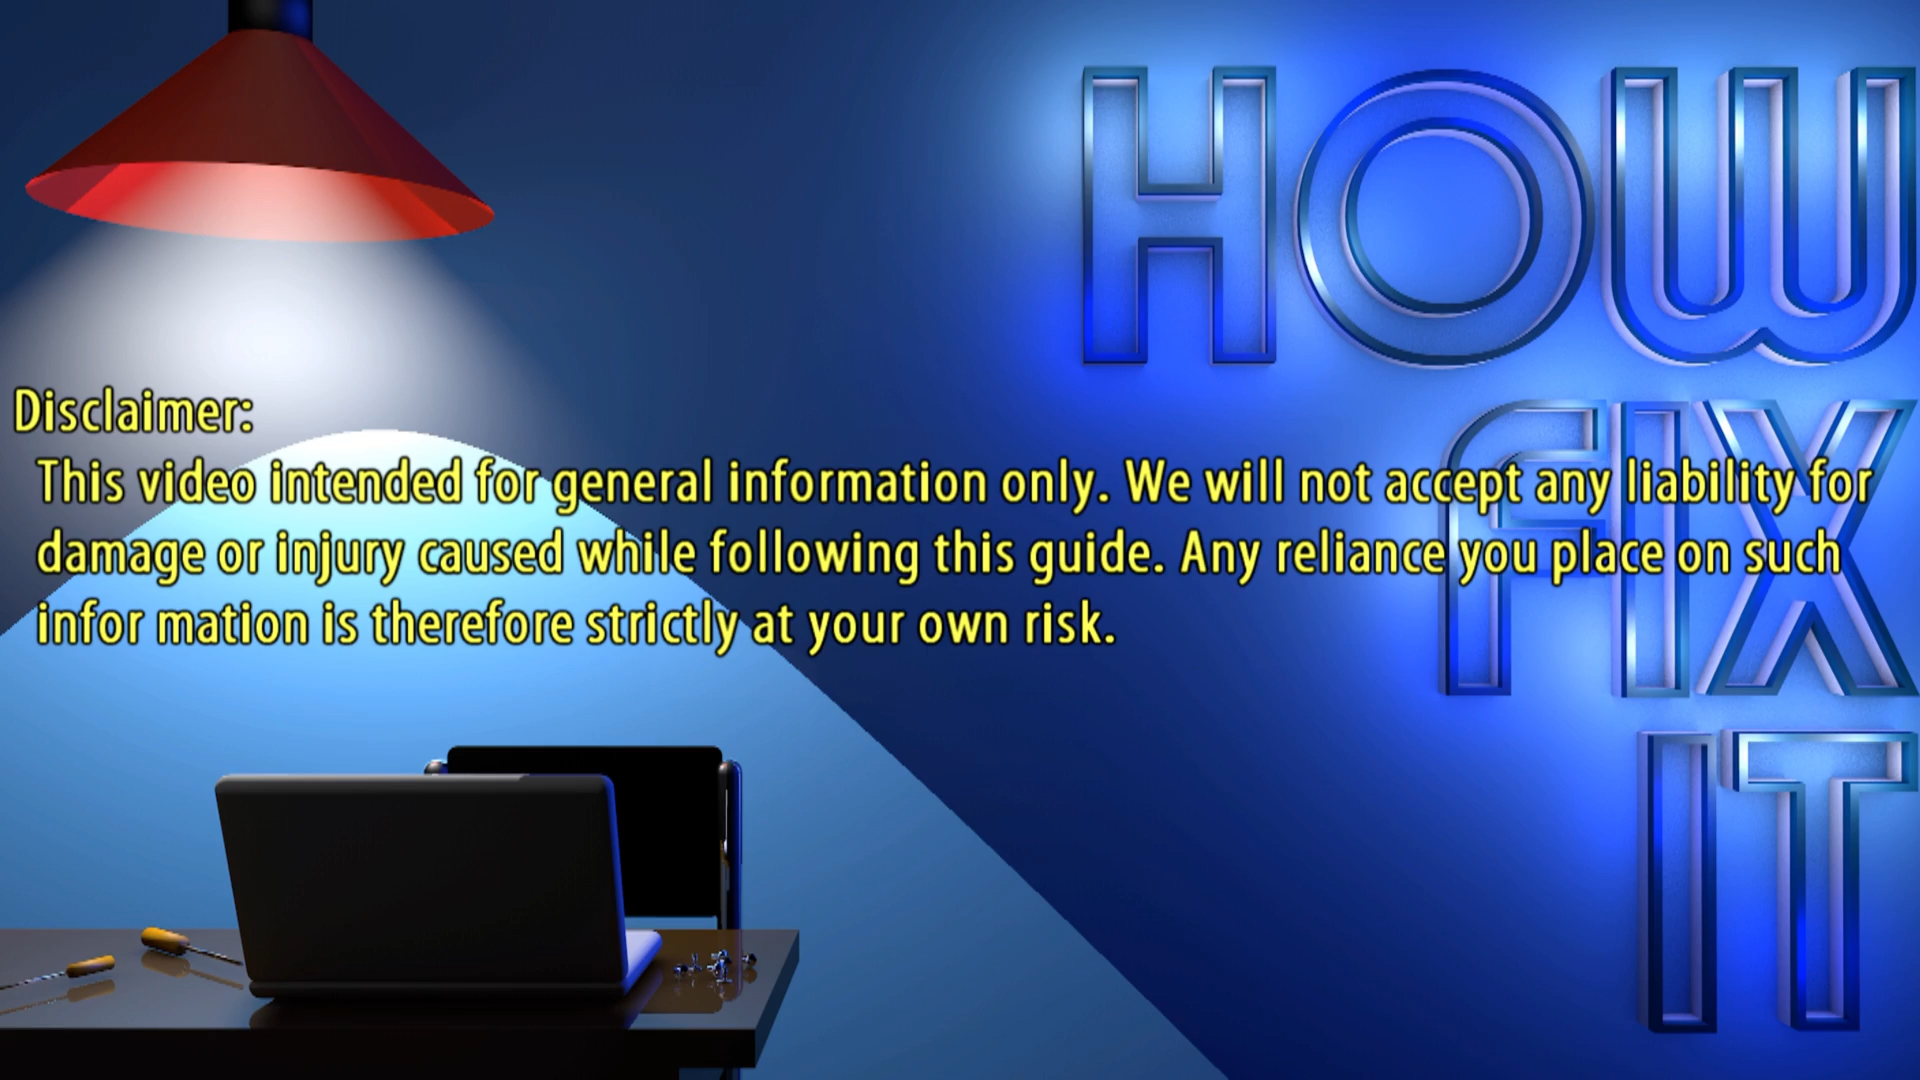 HOW
FIX
IT
Disclaimer:
This video intended for general information only. We will not accept any liability for
damage or injury caused while following this guide. Any reliance you place on such
infor mation is therefore strictly at your own risk.